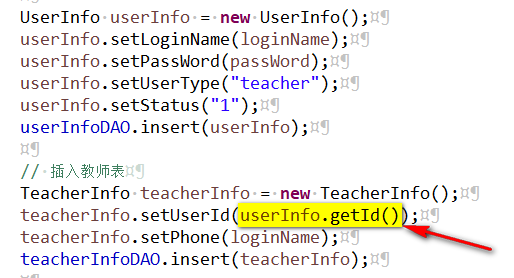 UserInfo userInfo = new UserInfo();
userInfo.setLoginName(loginName);
userInfo.setPassWord(passWord);
userInfo.setUserType("teacher");
userInfo.setStatus("1");
userInfoDAO.insert(userInfo);
// 插入教师表
TeacherInfo teacherInfo = new TeacherInfo();
teacherInfo.setUserId(userInfo.getId());
teacherInfo.setPhone(loginName);
teacherInfoDAO.insert(teacherInfo);